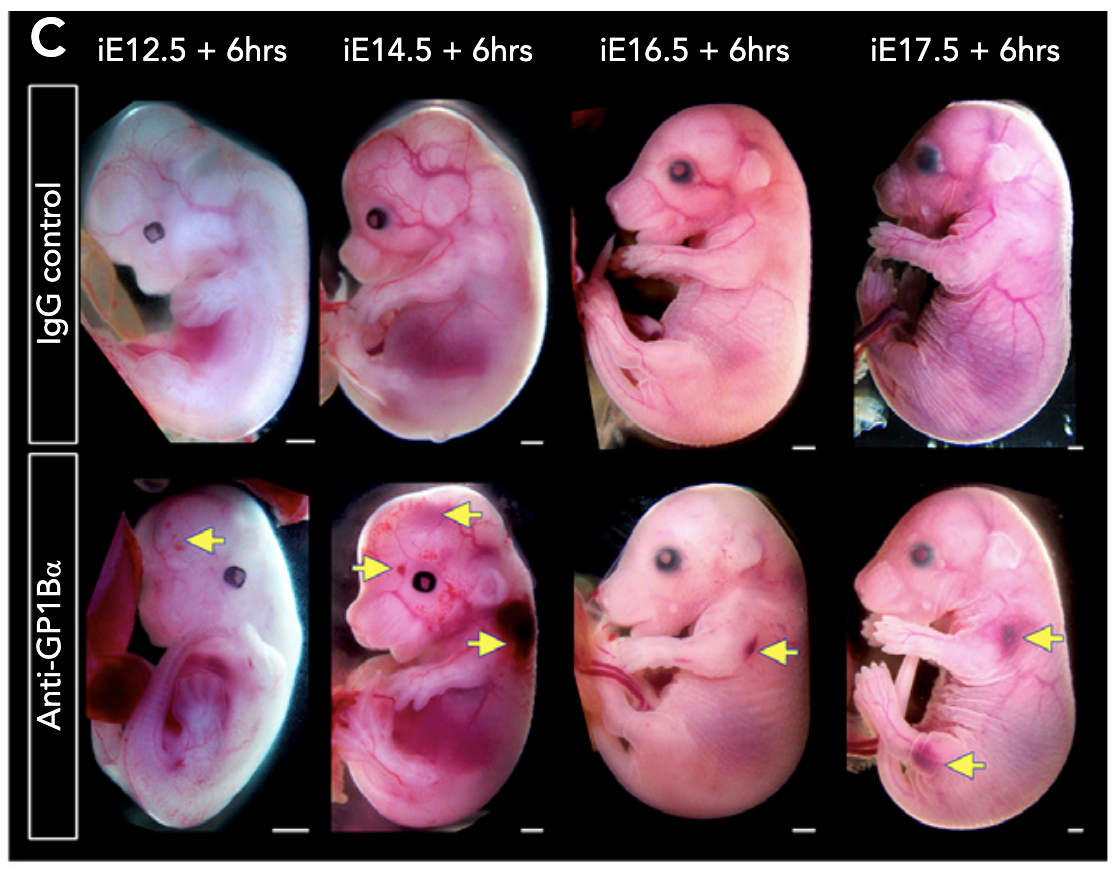 C
iE12.5 + 6hrs
iE14.5 + 6hrs
iE16.5 + 6hrs
iE17.5 + 6hrs
IgG control
Anti-GP1Bα